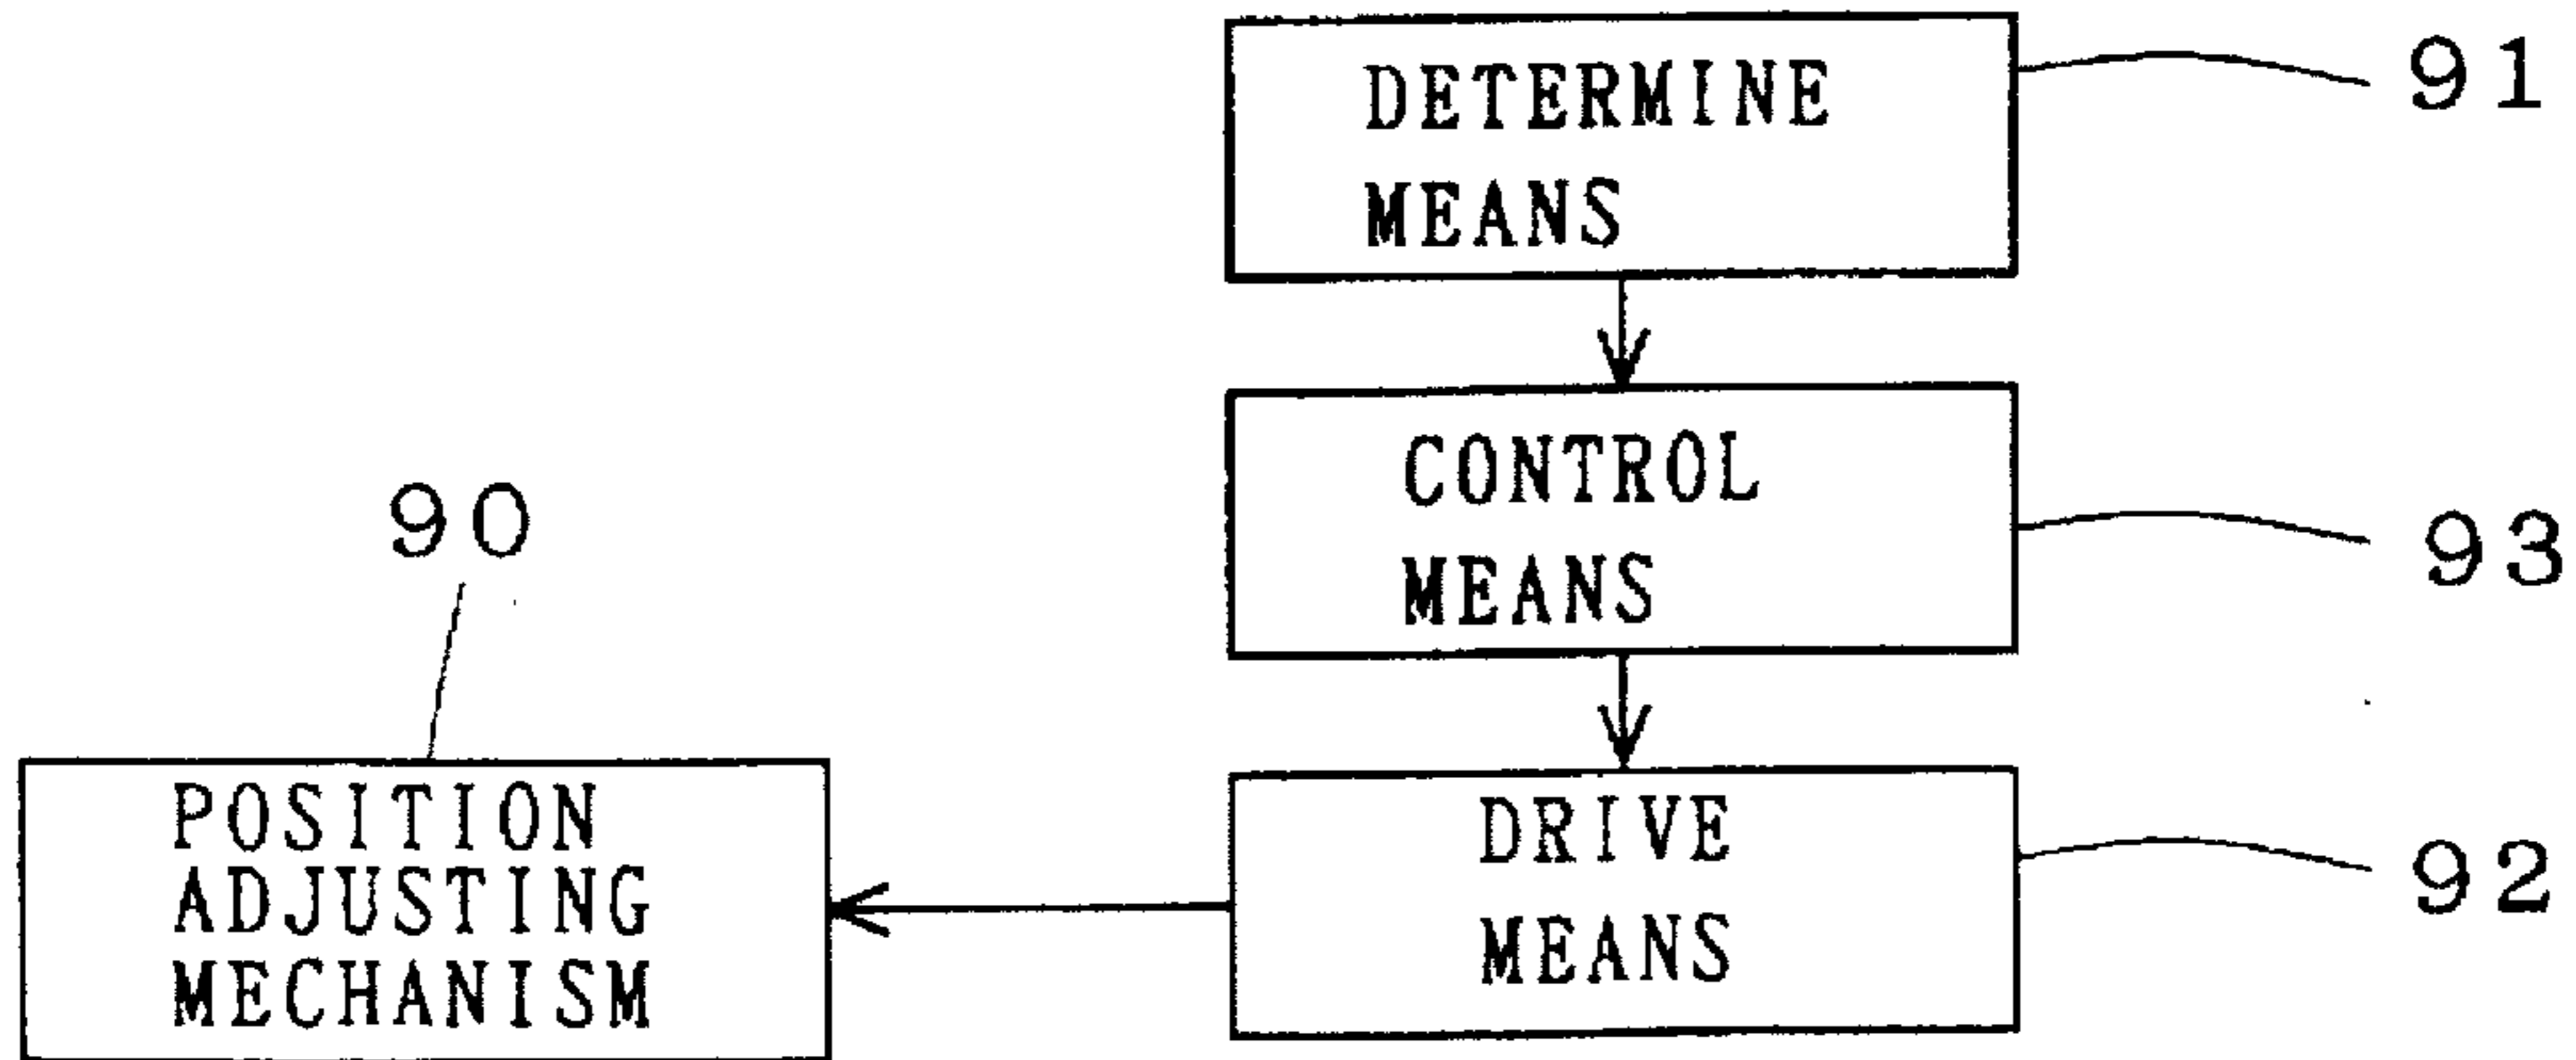 DETERMINE
MEANS
91
CONTROL
MEANS
93
90
POSITION
ADJUSTING
MECHANISM
DRIVE
MEANS
92